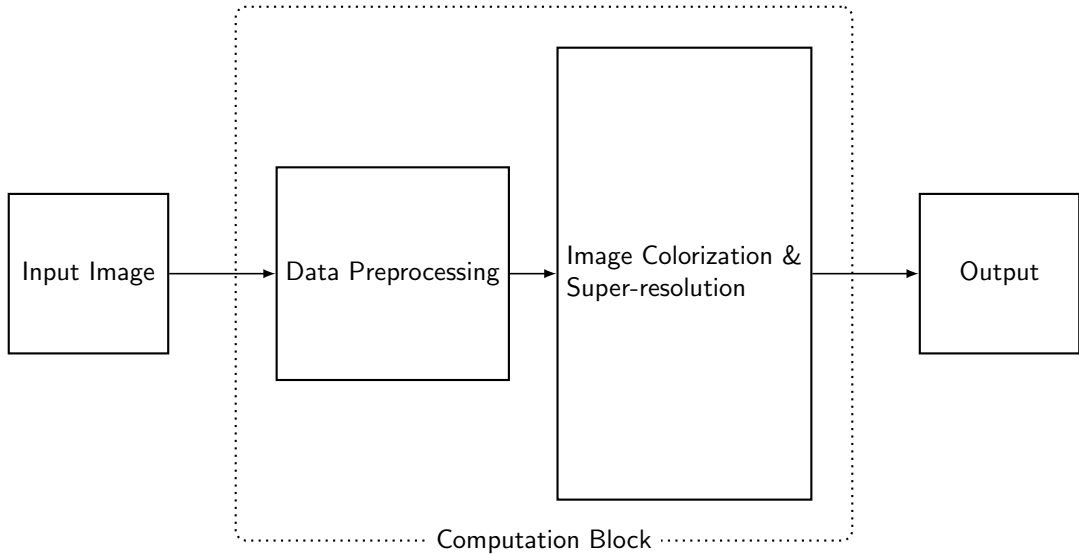 Input Image
Data Preprocessing
Image Colorization &
Super-resolution
Output
Computation Block